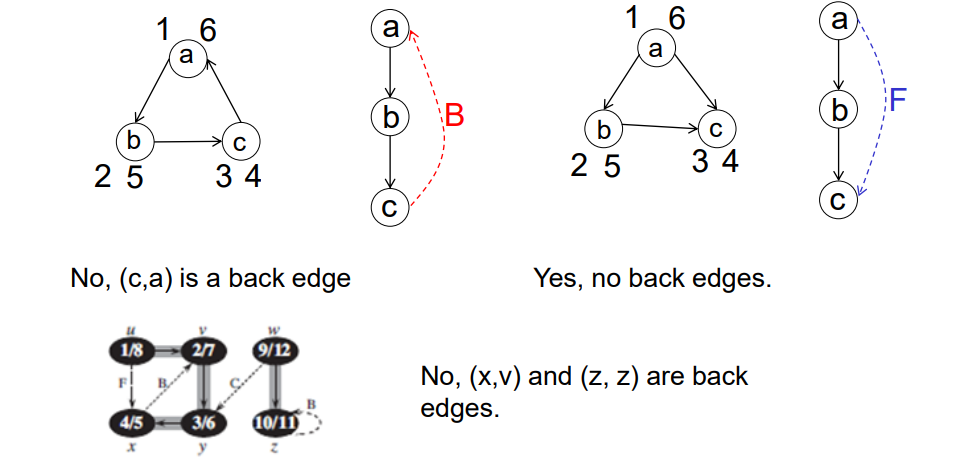 1 6
a
b
c
2 5
3 4
a
b
c
B
1 6
a
b
c
2 5
3 4
a
b
c
F
No, (c,a) is a back edge
Yes, no back edges.
u
v
w
1/8
2/7
9/12
F
B
C
4/5
3/6
10/11
B
x
y
z
No, (x,v) and (z, z) are back
edges.